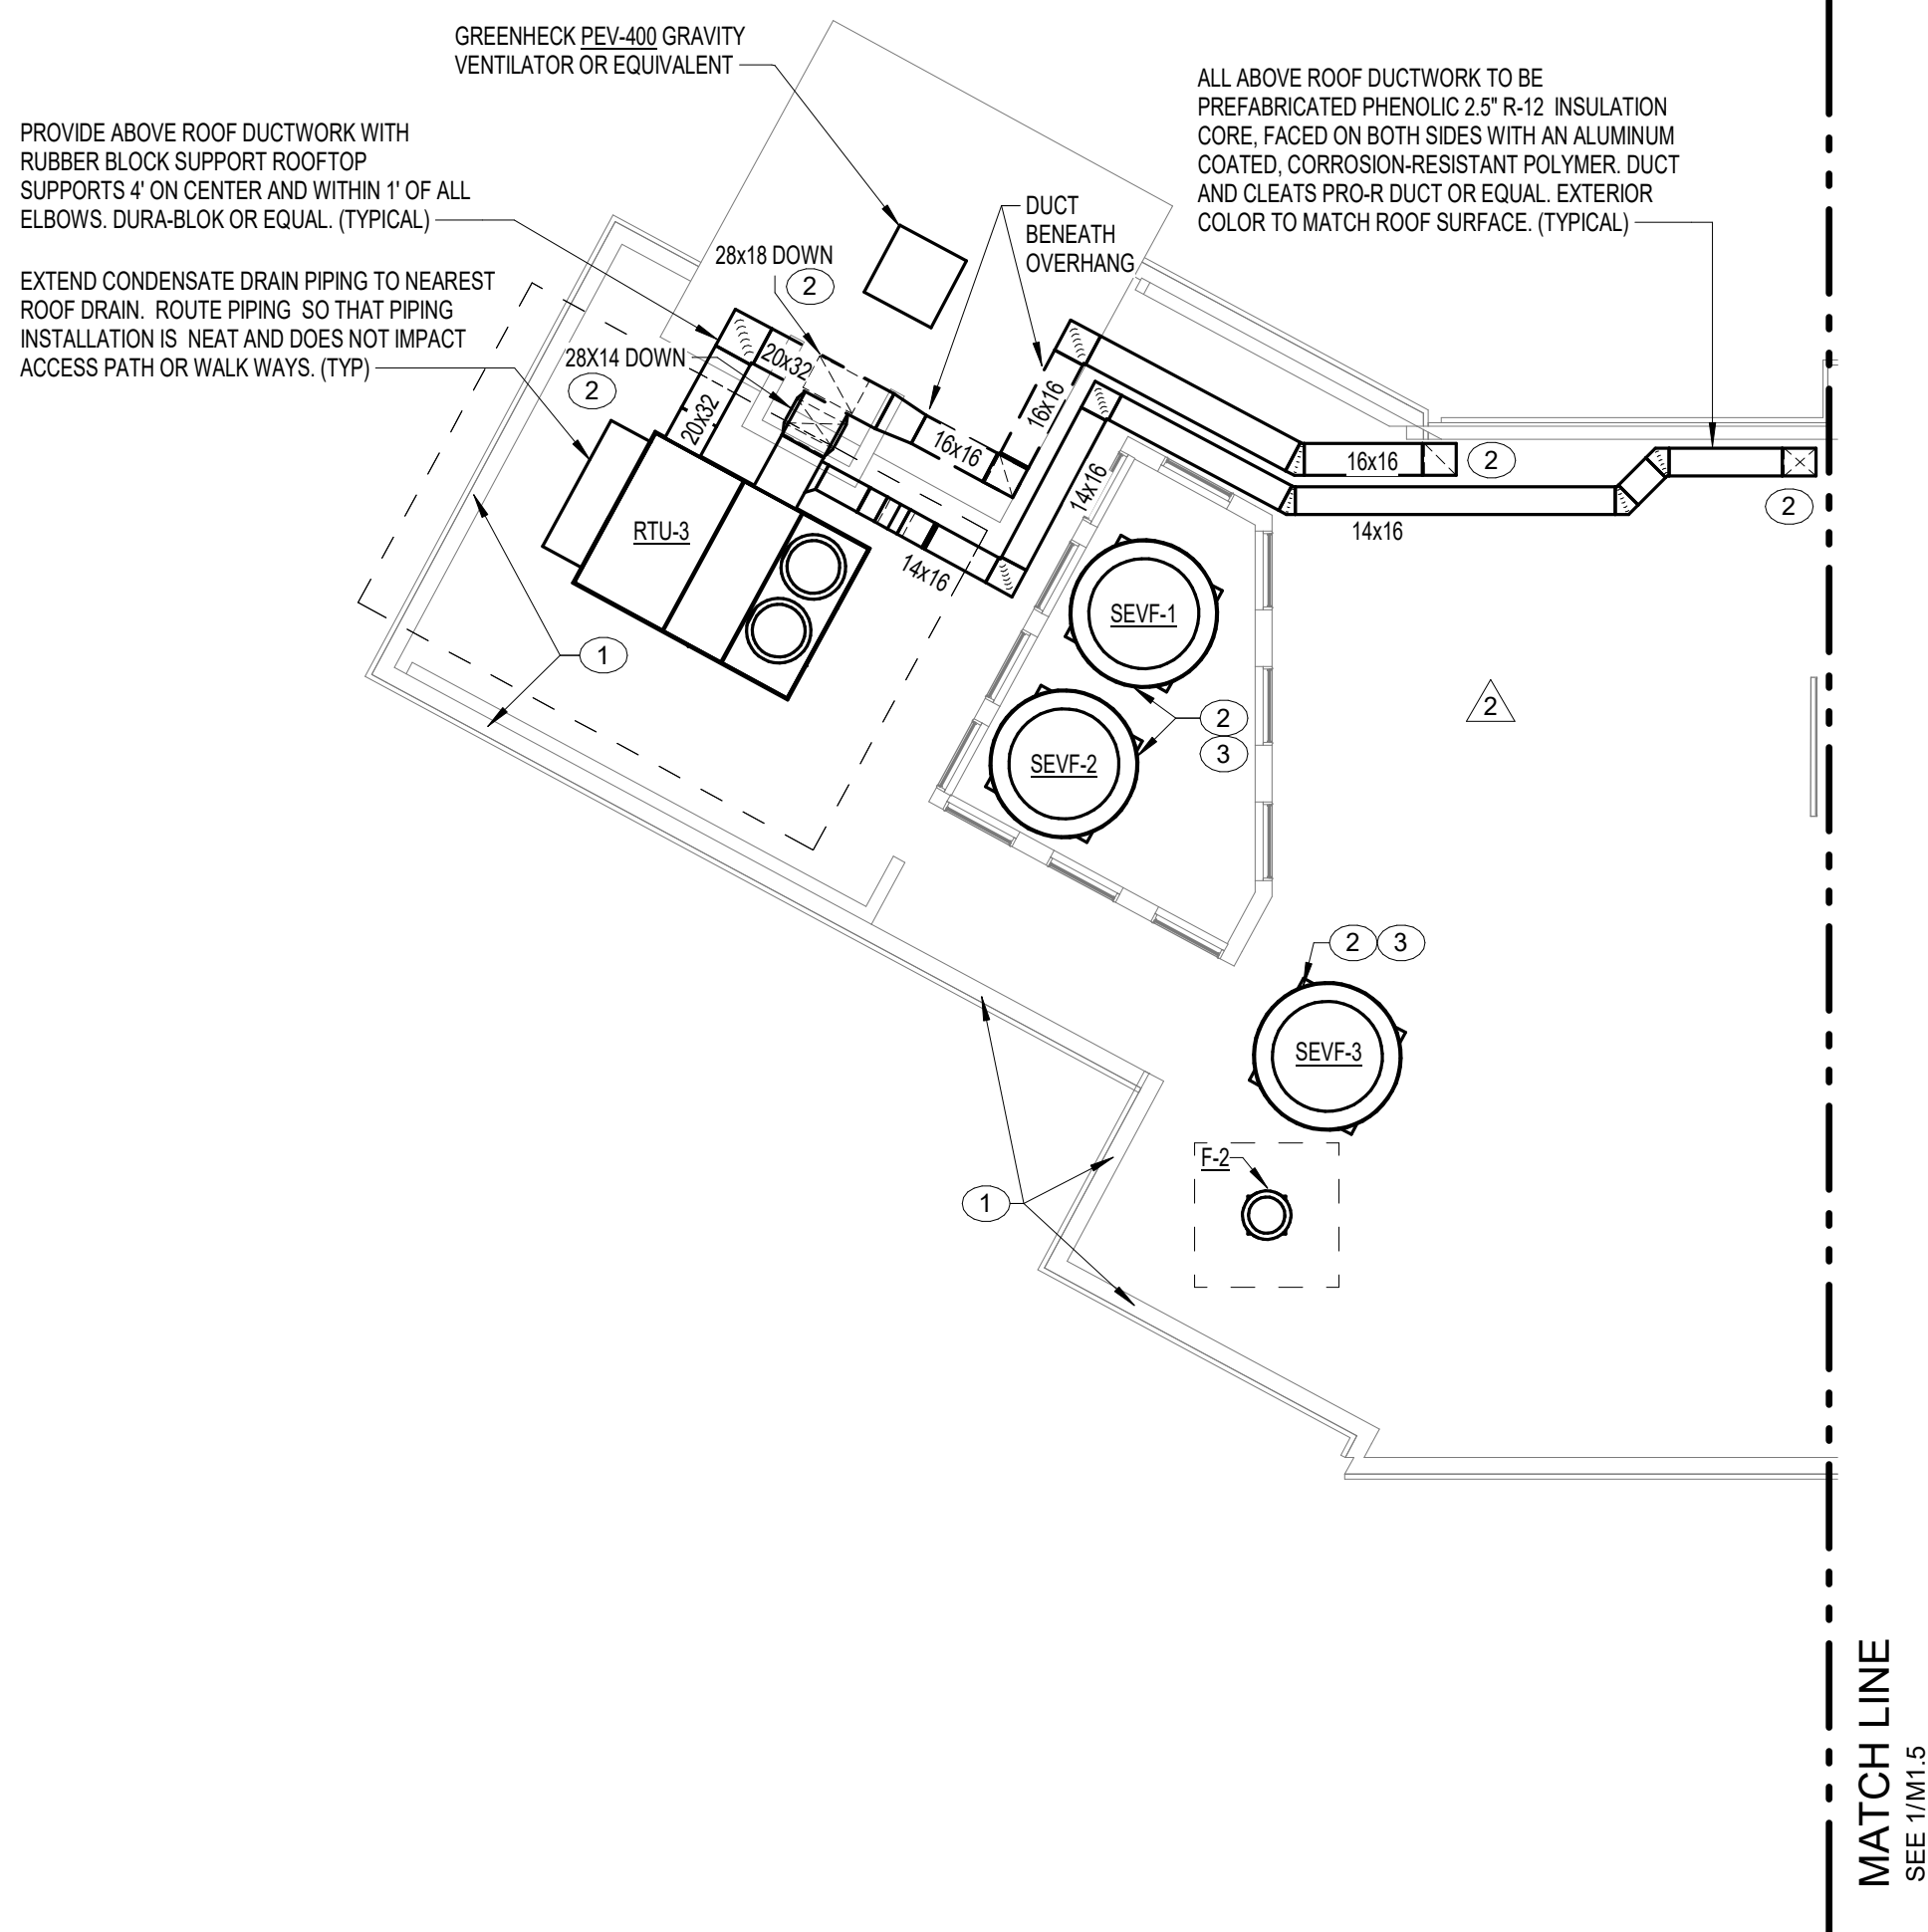 GREENHECK PEV-400 GRAVITY
VENTILATOR OR EQUIVALENT
ALL ABOVE ROOF DUCTWORK TO BE
PREFABRICATED PHENOLIC 2.5" R-12 INSULATION
CORE, FACED ON BOTH SIDES WITH AN ALUMINUM
COATED, CORROSION-RESISTANT POLYMER. DUCT
AND CLEATS PRO-R DUCT OR EQUAL. EXTERIOR
COLOR TO MATCH ROOF SURFACE. (TYPICAL)
PROVIDE ABOVE ROOF DUCTWORK WITH
RUBBER BLOCK SUPPORT ROOFTOP
SUPPORTS 4' ON CENTER AND WITHIN 1' OF ALL
ELBOWS. DURA-BLOK OR EQUAL. (TYPICAL)
DUCT
BENEATH
OVERHANG
28x18 DOWN
2
EXTEND CONDENSATE DRAIN PIPING TO NEAREST
ROOF DRAIN. ROUTE PIPING SO THAT PIPING
INSTALLATION IS NEAT AND DOES NOT IMPACT
ACCESS PATH OR WALK WAYS. (TYP)
28X14 DOWN
2
20x32
20x32
16x16
16x16
16x16
2
14x16
14x16
14x16
2
RTU-3
1
SEVF-1
SEVF-2
2
3
2
2 3
SEVF-3
F-2
1
MATCH LINE
SEE 1/M1.5